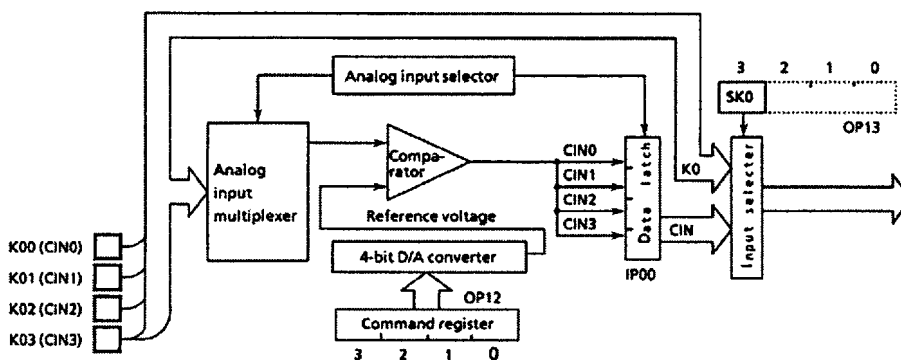 3 2 1 0
Analog input selector
SK0
OP13
Analog
input
multiplexer
Compa-
rator
CIN0
CIN1
CIN2
CIN3
Data latch
K0
CIN
Input selecter
Reference voltage
K00 (CIN0)
K01 (CIN1)
K02 (CIN2)
K03 (CIN3)
4-bit D/A converter
IP00
OP12
Command register
3 2 1 0